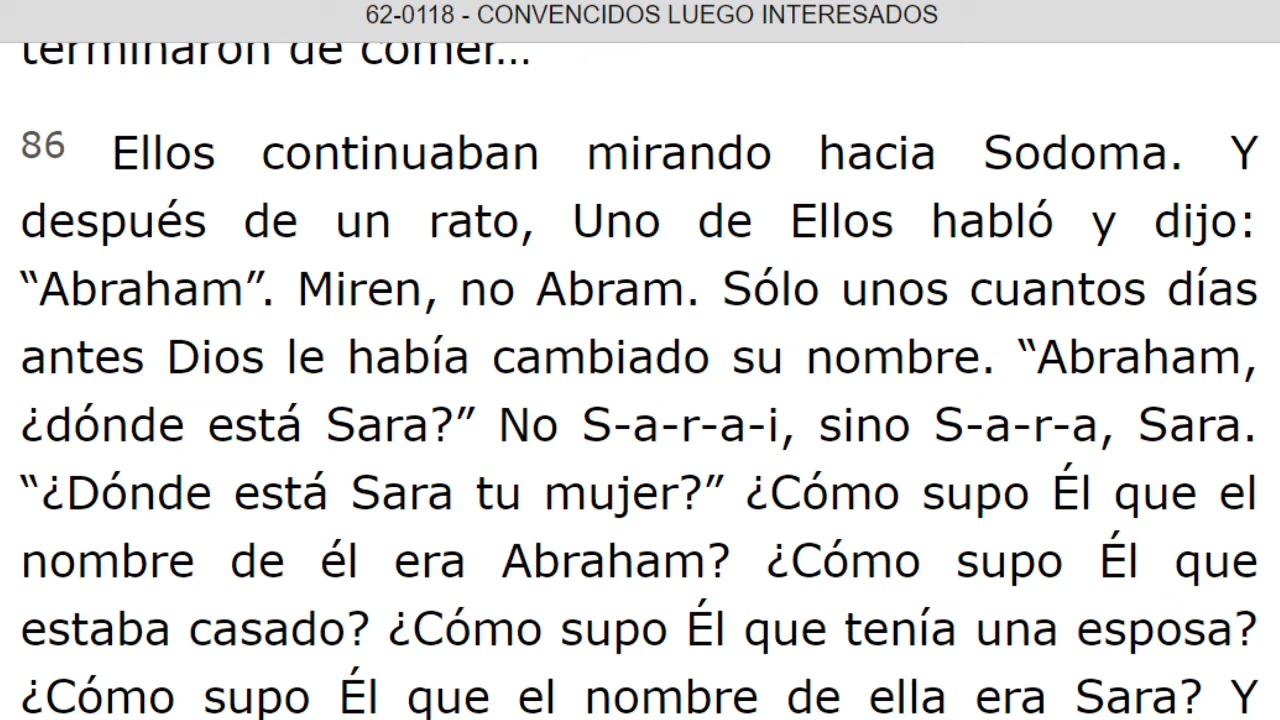 62-0118 - CONVENCIDOS LUEGO INTERESADOS
terminaron de comer...
86 Ellos continuaban mirando hacia Sodoma. Y
después de un rato, Uno de Ellos habló y dijo:
“Abraham”. Miren, no Abram. Sólo unos cuantos días
antes Dios le había cambiado su nombre. “Abraham,
¿dónde está Sara?” No S-a-r-a-i, sino S-a-r-a, Sara.
“¿Dónde está Sara tu mujer?” ¿Cómo supo Él que el
nombre de él era Abraham? ¿Cómo supo Él que
estaba casado? ¿Cómo supo Él que tenía una esposa?
¿Cómo supo Él que el nombre de ella era Sara? Y